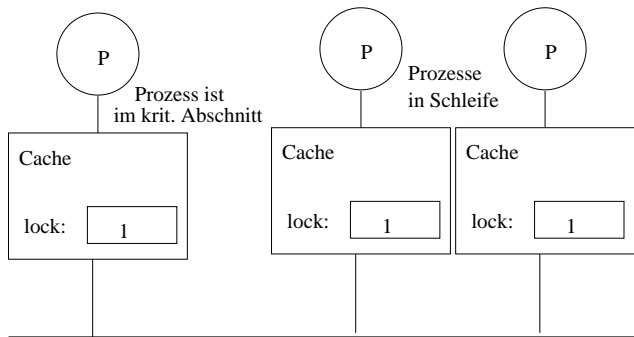 P
Prozess ist
im krit. Abschnitt
Cache
lock:
1
P
Prozesse
in Schleife
Cache
lock:
1
P
Cache
lock:
1